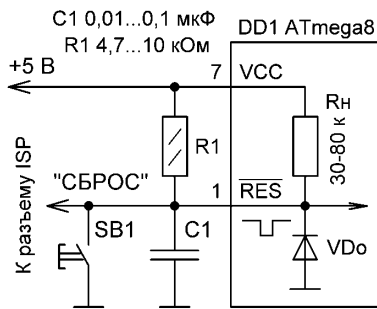 C1 0,01...0,1 мкФ
R1 4,7...10 кОм
DD1 ATmega8
+5 В
7
VCC
R1
Rн
30-80 к
К разъему ISP
"СБРОС"
1
RES
SB1
C1
VDo